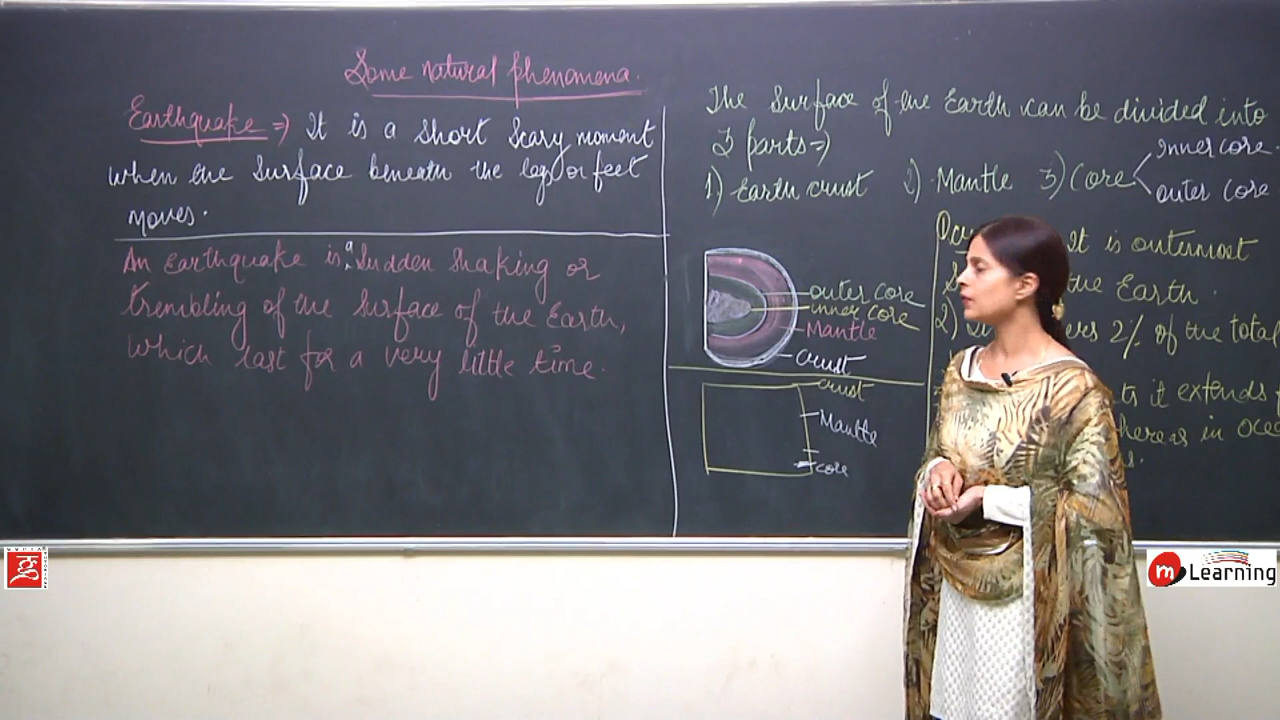 Some natural phenomena.
Earthquake => It is a short scary moment
when the surface beneath the legs or feet
moves.
An Earthquake is a sudden shaking or
trembling of the surface of the Earth,
which last for a very little time.
The surface of the Earth can be divided into
3 parts =>
1) Earth crust 2) Mantle 3) Core
inner core.
outer core
outer core
inner core
Mantle
crust
crust
Mantle
core
It is outermost
the Earth.
2) 2% of the total
it extends
whereas in
m Learning